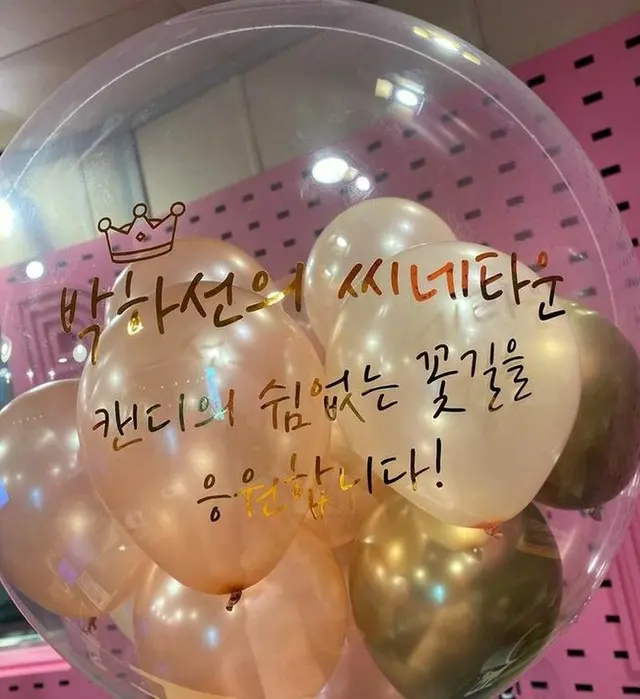 박하선의 씨네타운
캔디의 쉼없는 꽃길을
응원합니다!